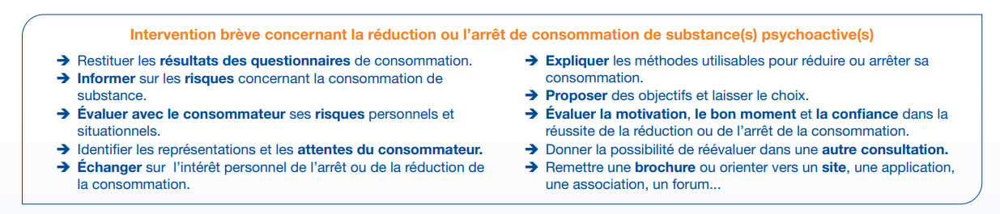 Intervention brève concernant la réduction ou l'arrêt de consommation de substance(s) psychoactive(s)
➔ Restituer les résultats des questionnaires de consommation.
➔ Informer sur les risques concernant la consommation de
substance.
➔ Évaluer avec le consommateur ses risques personnels et
situationnels.
➔ Identifier les représentations et les attentes du consommateur.
➔ Échanger sur l'intérêt personnel de l'arrêt ou de la réduction de
la consommation.
➔ Expliquer les méthodes utilisables pour réduire ou arrêter sa
consommation.
➔ Proposer des objectifs et laisser le choix.
➔ Évaluer la motivation, le bon moment et la confiance dans la
réussite de la réduction ou de l'arrêt de la consommation.
➔ Donner la possibilité de réévaluer dans une autre consultation.
➔ Remettre une brochure ou orienter vers un site, une application,
une association, un forum...